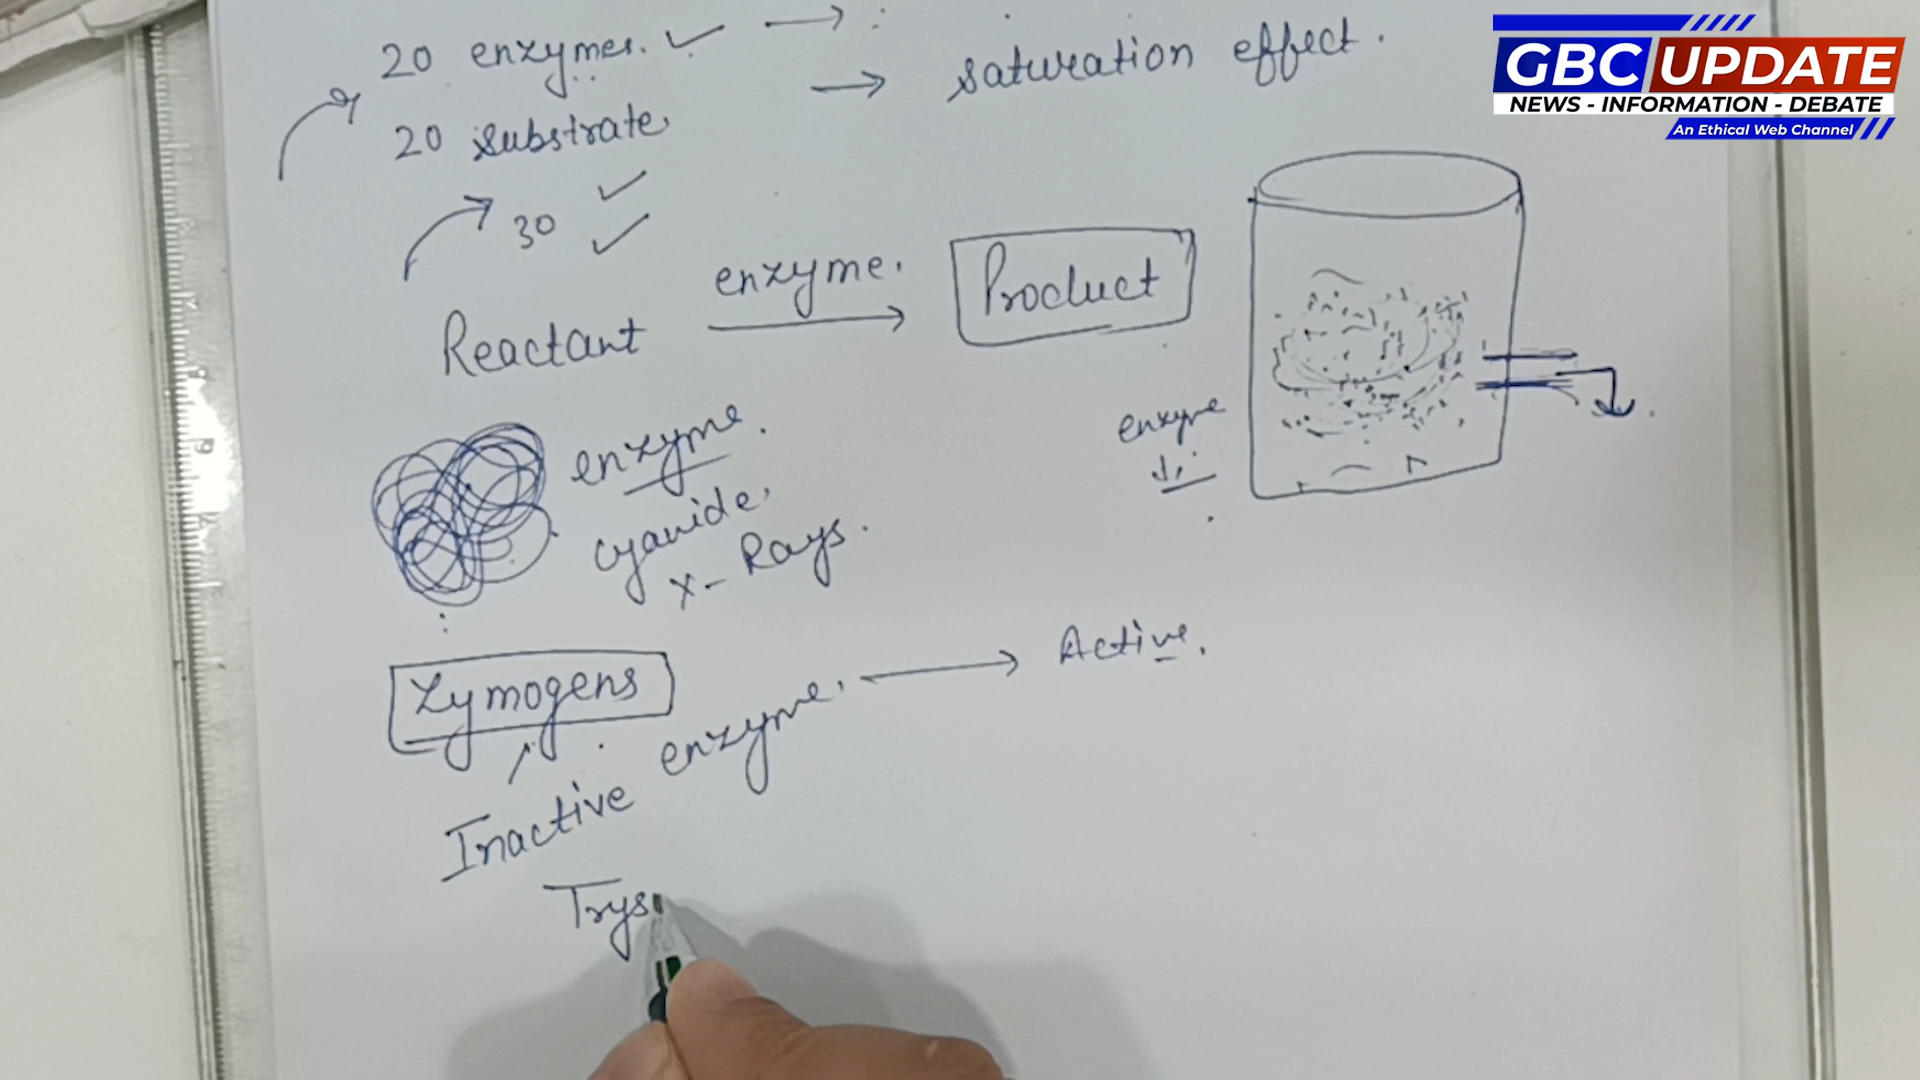 20 enzymes.
saturation effect.
20 substrate
30
enzyme.
Product
Reactant
enzyme
enzyme.
cyanide
X-Rays.
Zymogens
Inactive enzyme. Active.
Trys
GBC UPDATE
NEWS - INFORMATION - DEBATE
An Ethical Web Channel